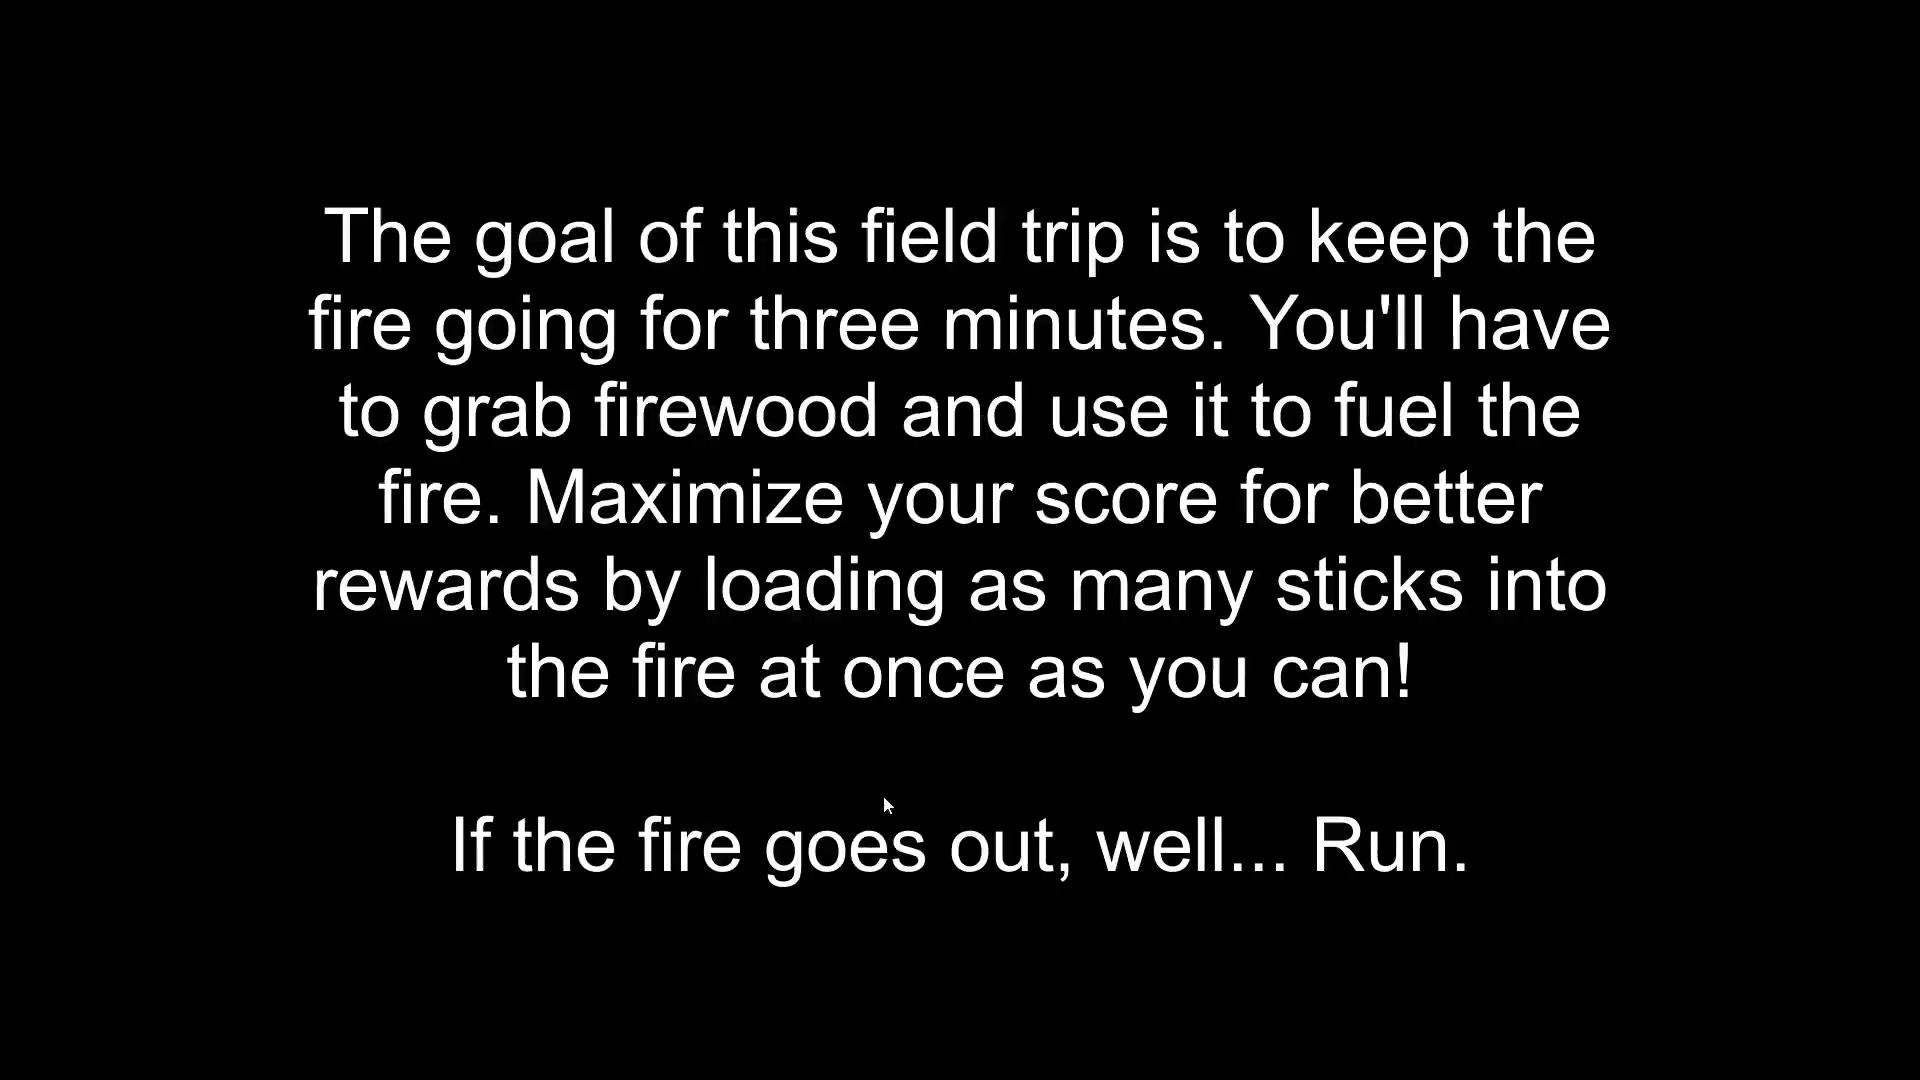 The goal of this field trip is to keep the
fire going for three minutes. You'll have
to grab firewood and use it to fuel the
fire. Maximize your score for better
rewards by loading as many sticks into
the fire at once as you can!
If the fire goes out, well... Run.